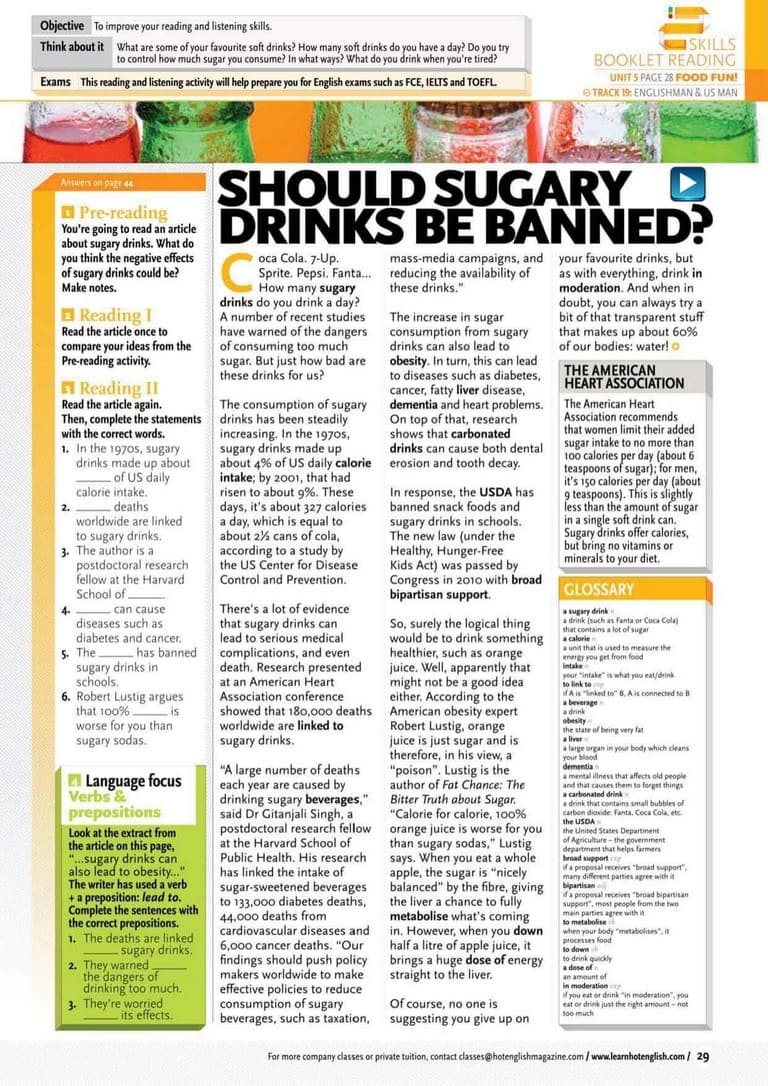 Objective To improve your reading and listening skills.
Think about it What are some of your favourite soft drinks? How many soft drinks do you have a day? Do you try
to control how much sugar you consume? In what ways? What do you drink when you're tired?
Exams This reading and listening activity will help prepare you for English exams such as FCE, IELTS and TOEFL.
SKILLS
BOOKLET READING
UNIT 5 PAGE 28 FOOD FUN!
TRACK 19: ENGLISHMAN & US MAN
Answers on page 44
1 Pre-reading
You're going to read an article
about sugary drinks. What do
you think the negative effects
of sugary drinks could be?
Make notes.
2 Reading I
Read the article once to
compare your ideas from the
Pre-reading activity.
3 Reading II
Read the article again.
Then, complete the statements
with the correct words.
1. In the 1970s, sugary
drinks made up about
______ of US daily
calorie intake.
2. ______ deaths
worldwide are linked
to sugary drinks.
3. The author is a
postdoctoral research
fellow at the Harvard
School of ______.
4. ______ can cause
diseases such as
diabetes and cancer.
5. The ______ has banned
sugary drinks in
schools.
6. Robert Lustig argues
that 100% ______ is
worse for you than
sugary sodas.
4 Language focus
Verbs &
prepositions
Look at the extract from
the article on this page,
"...sugary drinks can
also lead to obesity..."
The writer has used a verb
+ a preposition: lead to.
Complete the sentences with
the correct prepositions.
1. The deaths are linked
______ sugary drinks.
2. They warned ______
the dangers of
drinking too much.
3. They're worried
______ its effects.
SHOULD SUGARY
DRINKS BE BANNED?
Coca Cola. 7-Up.
Sprite. Pepsi. Fanta...
How many sugary
drinks do you drink a day?
A number of recent studies
have warned of the dangers
of consuming too much
sugar. But just how bad are
these drinks for us?
The consumption of sugary
drinks has been steadily
increasing. In the 1970s,
sugary drinks made up
about 4% of US daily calorie
intake; by 2001, that had
risen to about 9%. These
days, it's about 327 calories
a day, which is equal to
about 2½ cans of cola,
according to a study by
the US Center for Disease
Control and Prevention.
There's a lot of evidence
that sugary drinks can
lead to serious medical
complications, and even
death. Research presented
at an American Heart
Association conference
showed that 180,000 deaths
worldwide are linked to
sugary drinks.
"A large number of deaths
each year are caused by
drinking sugary beverages,"
said Dr Gitanjali Singh, a
postdoctoral research fellow
at the Harvard School of
Public Health. His research
has linked the intake of
sugar-sweetened beverages
to 133,000 diabetes deaths,
44,000 deaths from
cardiovascular diseases and
6,000 cancer deaths. "Our
findings should push policy
makers worldwide to make
effective policies to reduce
consumption of sugary
beverages, such as taxation,
mass-media campaigns, and
reducing the availability of
these drinks."
The increase in sugar
consumption from sugary
drinks can also lead to
obesity. In turn, this can lead
to diseases such as diabetes,
cancer, fatty liver disease,
dementia and heart problems.
On top of that, research
shows that carbonated
drinks can cause both dental
erosion and tooth decay.
In response, the USDA has
banned snack foods and
sugary drinks in schools.
The new law (under the
Healthy, Hunger-Free
Kids Act) was passed by
Congress in 2010 with broad
bipartisan support.
So, surely the logical thing
would be to drink something
healthier, such as orange
juice. Well, apparently that
might not be a good idea
either. According to the
American obesity expert
Robert Lustig, orange
juice is just sugar and is
therefore, in his view, a
"poison". Lustig is the
author of Fat Chance: The
Bitter Truth about Sugar.
"Calorie for calorie, 100%
orange juice is worse for you
than sugary sodas," Lustig
says. When you eat a whole
apple, the sugar is "nicely
balanced" by the fibre, giving
the liver a chance to fully
metabolise what's coming
in. However, when you down
half a litre of apple juice, it
brings a huge dose of energy
straight to the liver.
Of course, no one is
suggesting you give up on
your favourite drinks, but
as with everything, drink in
moderation. And when in
doubt, you can always try a
bit of that transparent stuff
that makes up about 60%
of our bodies: water!
THE AMERICAN
HEART ASSOCIATION
The American Heart
Association recommends
that women limit their added
sugar intake to no more than
100 calories per day (about 6
teaspoons of sugar); for men,
it's 150 calories per day (about
9 teaspoons). This is slightly
less than the amount of sugar
in a single soft drink can.
Sugary drinks offer calories,
but bring no vitamins or
minerals to your diet.
GLOSSARY
a sugary drink n
a drink (such as Fanta or Coca Cola)
that contains a lot of sugar
a calorie n
a unit that is used to measure the
energy you get from food
intake n
your "intake" is what you eat/drink
to link to exp
if A is "linked to" B, A is connected to B
a beverage n
a drink
obesity n
the state of being very fat
a liver n
a large organ in your body which cleans
your blood
dementia n
a mental illness that affects old people
and that causes them to forget things
a carbonated drink n
a drink that contains small bubbles of
carbon dioxide: Fanta, Coca Cola, etc.
the USDA n
the United States Department
of Agriculture – the government
department that helps farmers
broad support exp
if a proposal receives "broad support",
many different parties agree with it
bipartisan adj
if a proposal receives "broad bipartisan
support", most people from the two
main parties agree with it
to metabolise vb
when your body "metabolises", it
processes food
to down vb
to drink quickly
a dose of n
an amount of
in moderation exp
if you eat or drink "in moderation", you
eat or drink just the right amount – not
too much
For more company classes or private tuition, contact classes@hotenglishmagazine.com / www.learnhotenglish.com / 29